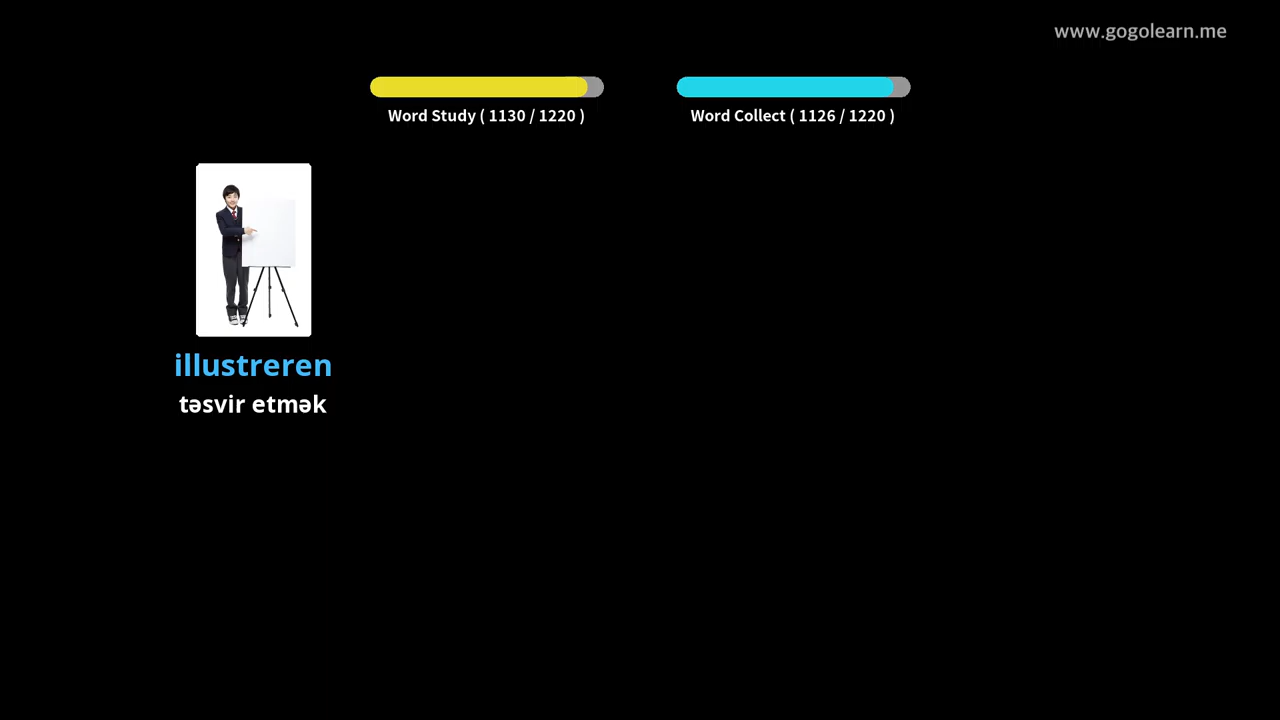 www.gogolearn.me
Word Study ( 1130 / 1220 )
Word Collect ( 1126 / 1220 )
illustreren
təsvir etmək